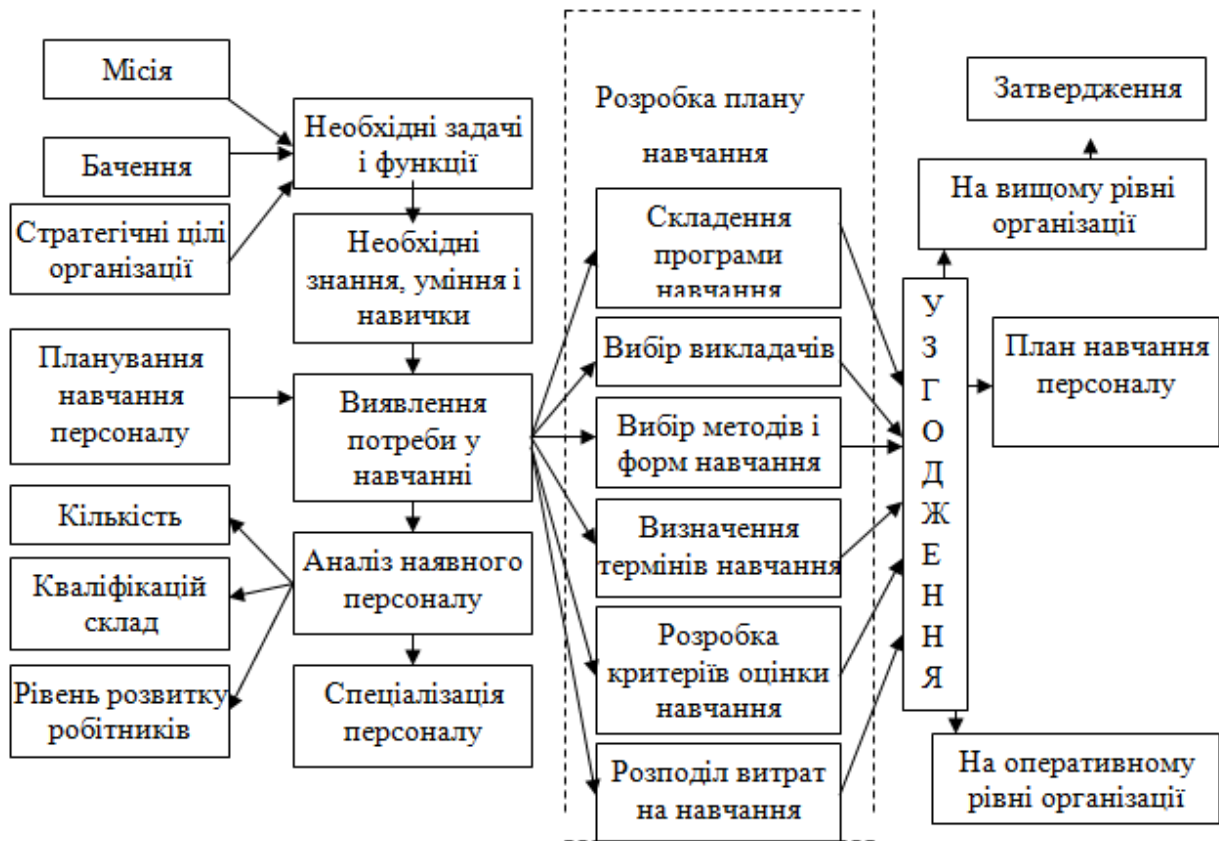 Місія
Бачення
Стратегічні цілі
організації
Планування
навчання
персоналу
Кількість
Кваліфікацій
склад
Рівень розвитку
робітників
Необхідні задачі
і функції
Необхідні
знання, уміння і
навички
Виявлення
потреби у
навчанні
Аналіз наявного
персоналу
Спеціалізація
персоналу
Розробка плану
навчання
Складення
програми
навчання
Вибір викладачів
Вибір методів і
форм навчання
Визначення
термінів навчання
Розробка
критеріїв оцінки
навчання
Розподіл витрат
на навчання
У
З
Г
О
Д
Ж
Е
Н
Н
Я
Затвердження
На вищому рівні
організації
План навчання
персоналу
На оперативному
рівні організації